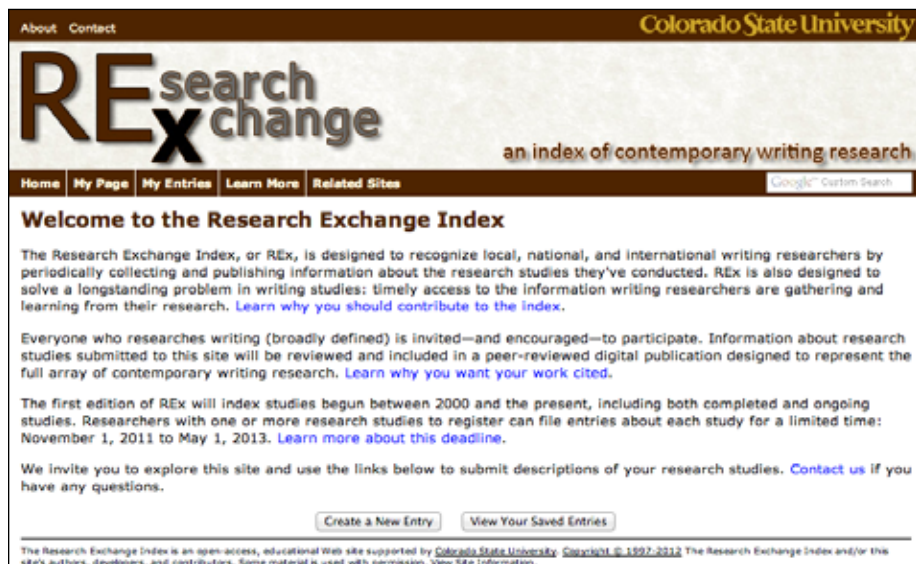 About Contact
Colorado State University
REsearch
Exchange
an index of contemporary writing research
Home My Page My Entries Learn More Related Sites
Google™ Custom Search
Welcome to the Research Exchange Index
The Research Exchange Index, or REx, is designed to recognize local, national, and international writing researchers by
periodically collecting and publishing information about the research studies they've conducted. REx is also designed to
solve a longstanding problem in writing studies: timely access to the information writing researchers are gathering and
learning from their research. Learn why you should contribute to the index.
Everyone who researches writing (broadly defined) is invited—and encouraged—to participate. Information about research
studies submitted to this site will be reviewed and included in a peer-reviewed digital publication designed to represent the
full array of contemporary writing research. Learn why you want your work cited.
The first edition of REx will index studies begun between 2000 and the present, including both completed and ongoing
studies. Researchers with one or more research studies to register can file entries about each study for a limited time:
November 1, 2011 to May 1, 2013. Learn more about this deadline.
We invite you to explore this site and use the links below to submit descriptions of your research studies. Contact us if you
have any questions.
Create a New Entry View Your Saved Entries
The Research Exchange Index is an open-access, educational Web site supported by Colorado State University. Copyright © 1997-2012 The Research Exchange Index and/or this
site's authors, developers, and contributors. Some material is used with permission. View Site Information.